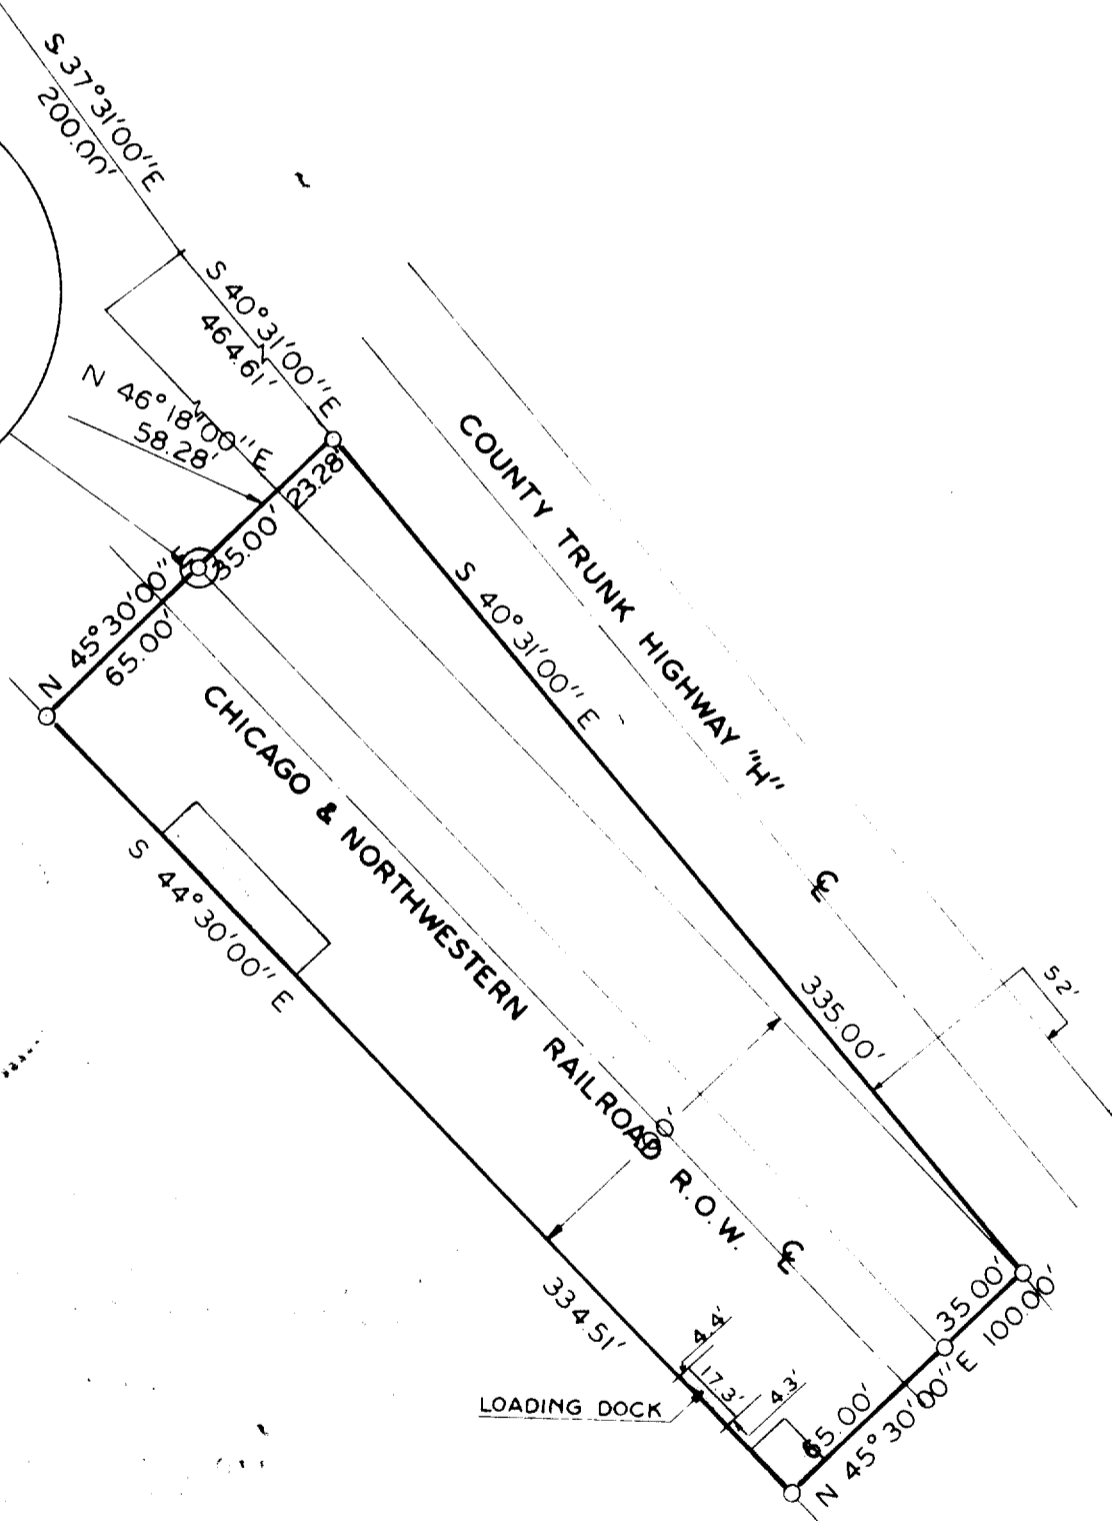 S 37°31'00"E
200.00'
S 40°31'00"E
464.61'
N 46°18'00"E
58.28'
23.28'
35.00'
N 45°30'00"E
65.00'
COUNTY TRUNK HIGHWAY "H"
S 40°31'00" E
335.00'
CHICAGO & NORTHWESTERN RAILROAD R.O.W.
S 44°30'00" E
334.51'
52'
35.00'
N 45°30'00"E 100.00'
65.00'
4.4'
17.3'
4.3'
LOADING DOCK